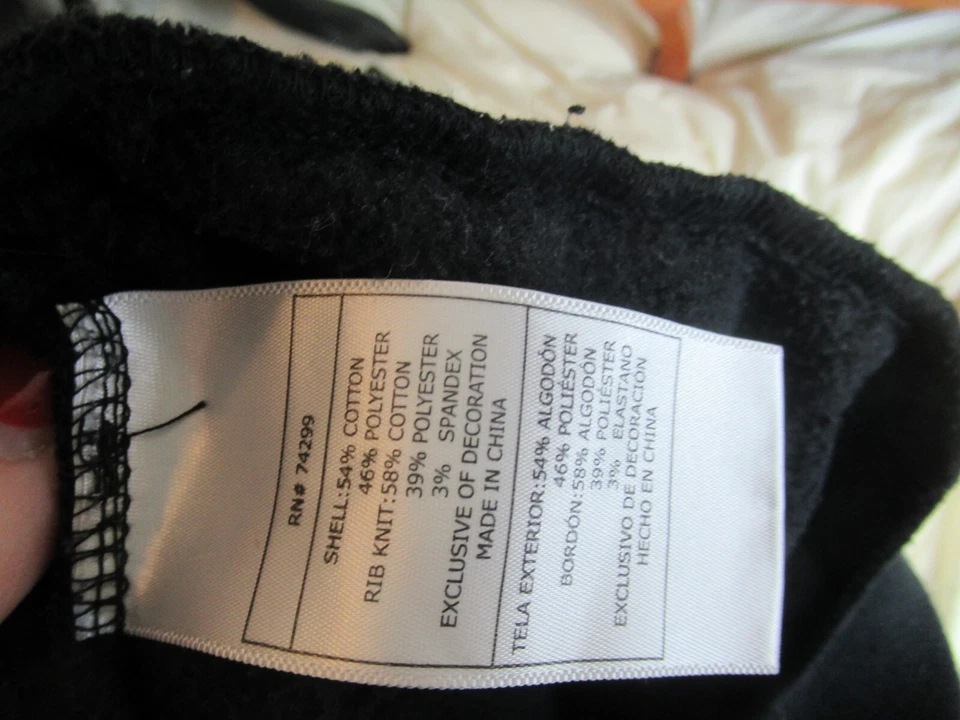 RN# 74299
SHELL:54% COTTON
46% POLYESTER
RIB KNIT:58% COTTON
39% POLYESTER
3% SPANDEX
EXCLUSIVE OF DECORATION
MADE IN CHINA
TELA EXTERIOR:54% ALGODÓN
46% POLIÉSTER
BORDÓN:58% ALGODÓN
39% POLIÉSTER
3% ELASTANO
EXCLUSIVO DE DECORACIÓN
HECHO EN CHINA